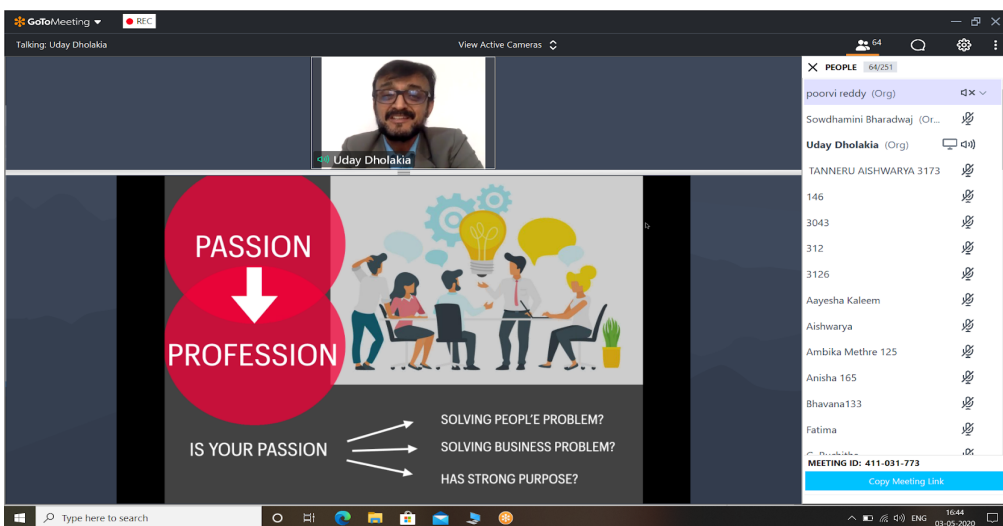 GoToMeeting
REC
Talking: Uday Dholakia
View Active Cameras
64
PEOPLE 64/251
poorvi reddy (Org)
Sowdhamini Bharadwaj (Or...
Uday Dholakia (Org)
TANNERU AISHWARYA 3173
146
3043
312
3126
Aayesha Kaleem
Aishwarya
Ambika Methre 125
Anisha 165
Bhavana133
Fatima
MEETING ID: 411-031-773
Copy Meeting Link
Uday Dholakia
PASSION
PROFESSION
IS YOUR PASSION
SOLVING PEOPL'E PROBLEM?
SOLVING BUSINESS PROBLEM?
HAS STRONG PURPOSE?
Type here to search
ENG
16:44
03-05-2020